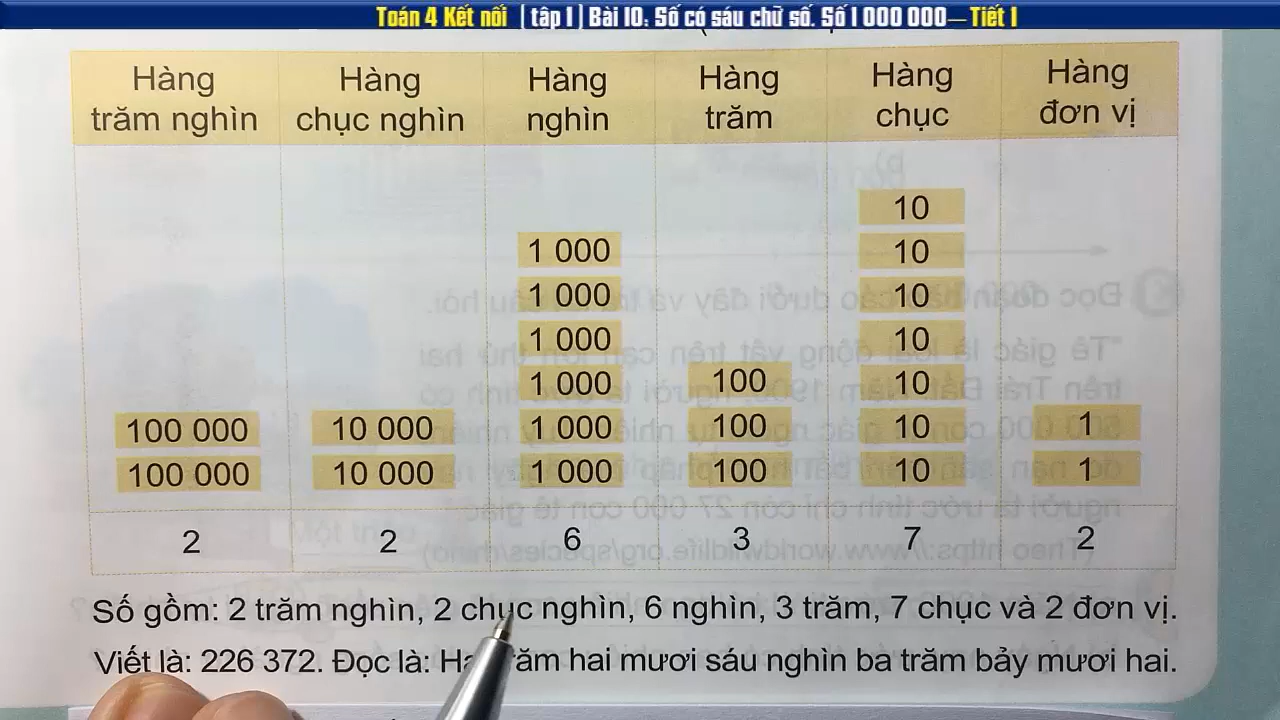 Toán 4 Kết nối [ tập 1 ] Bài 10: Số có sáu chữ số. Số 1 000 000— Tiết 1
Hàng trăm nghìn Hàng chục nghìn Hàng nghìn Hàng trăm Hàng chục Hàng đơn vị
10
1 000 10
1 000 10
1 000 10
1 000 100 10
100 000 10 000 1 000 100 10 1
100 000 10 000 1 000 100 10 1
2 2 6 3 7 2
Số gồm: 2 trăm nghìn, 2 chục nghìn, 6 nghìn, 3 trăm, 7 chục và 2 đơn vị.
Viết là: 226 372. Đọc là: Hai trăm hai mươi sáu nghìn ba trăm bảy mươi hai.